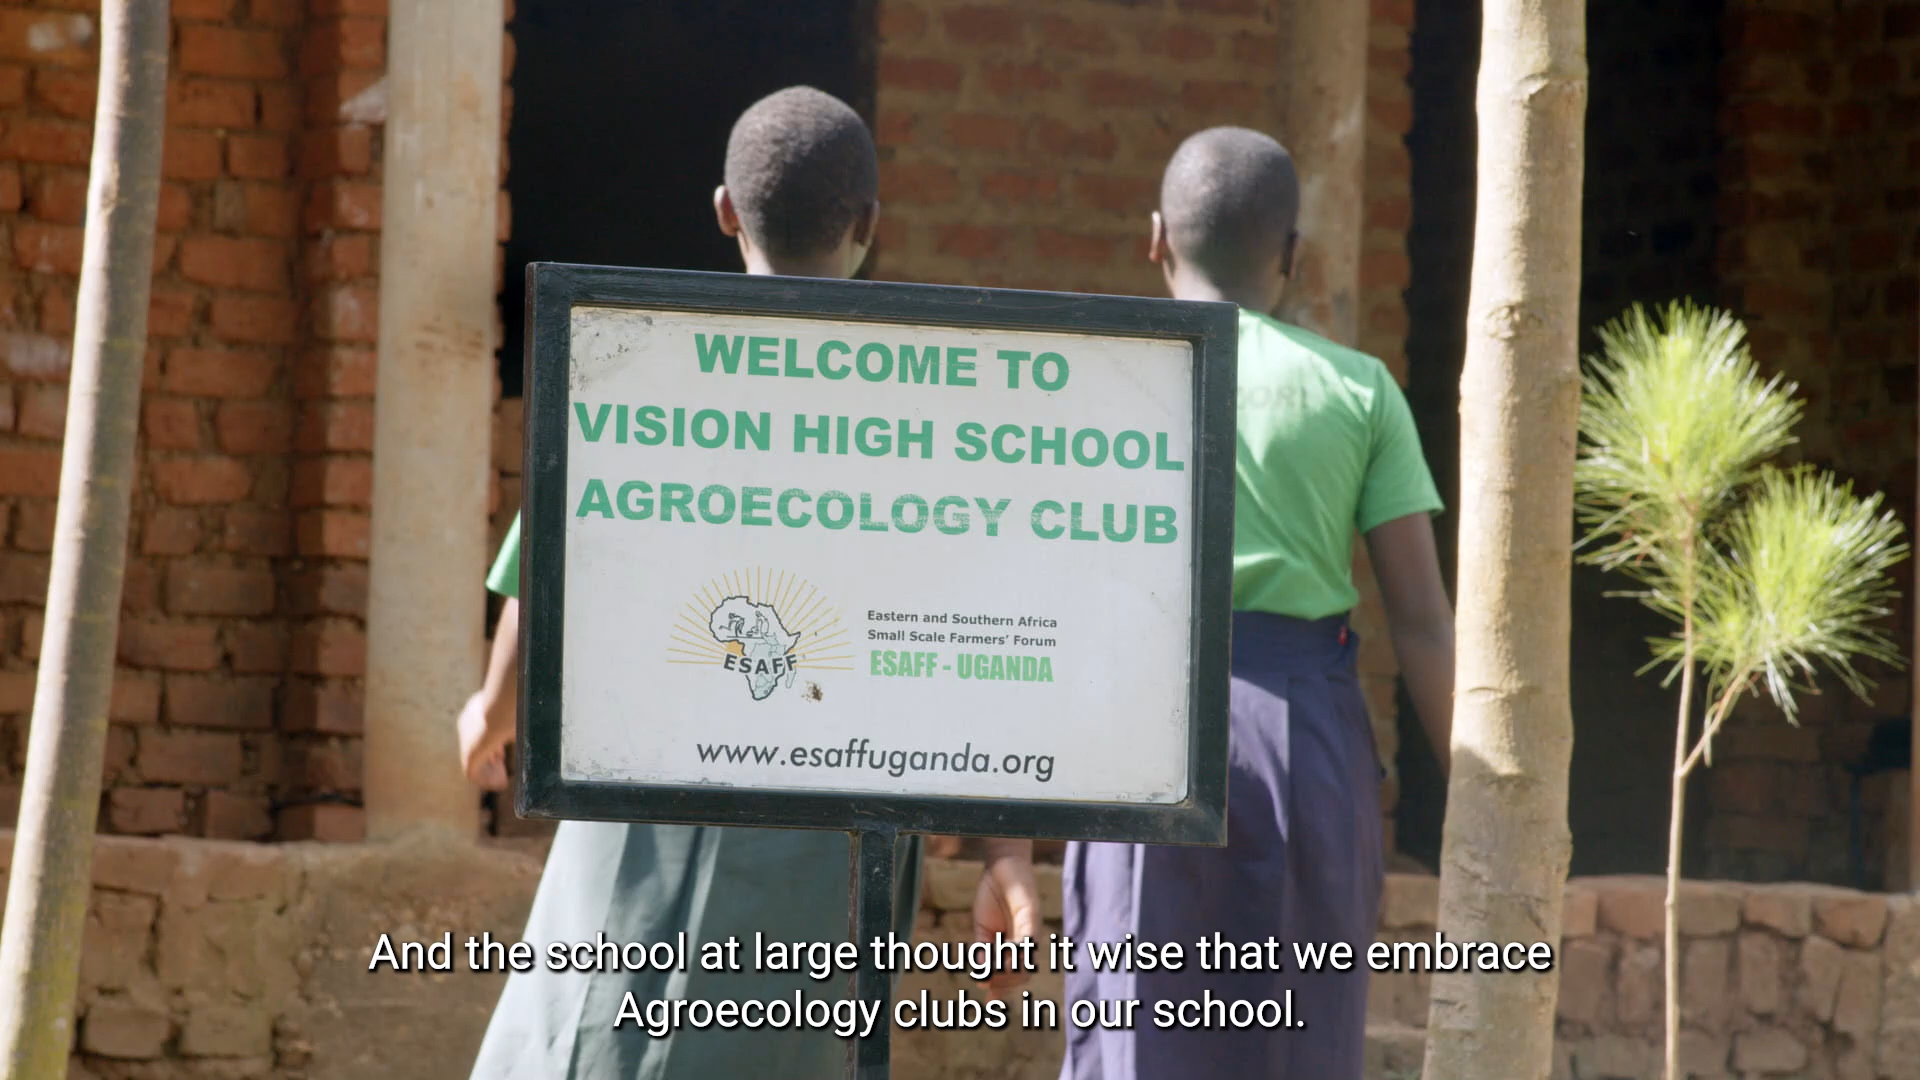 WELCOME TO
VISION HIGH SCHOOL
AGROECOLOGY CLUB
ESAFF
Eastern and Southern Africa
Small Scale Farmers' Forum
ESAFF - UGANDA
www.esaffuganda.org
And the school at large thought it wise that we embrace
Agroecology clubs in our school.